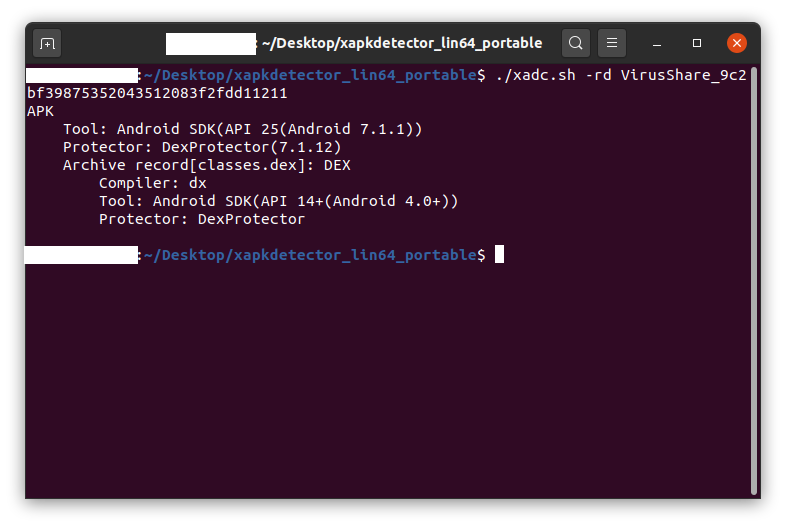 : ~/Desktop/xapkdetector_lin64_portable
:~/Desktop/xapkdetector_lin64_portable$ ./xadc.sh -rd VirusShare_9c2
bf39875352043512083f2fdd11211
APK
    Tool: Android SDK(API 25(Android 7.1.1))
    Protector: DexProtector(7.1.12)
    Archive record[classes.dex]: DEX
        Compiler: dx
        Tool: Android SDK(API 14+(Android 4.0+))
        Protector: DexProtector
:~/Desktop/xapkdetector_lin64_portable$